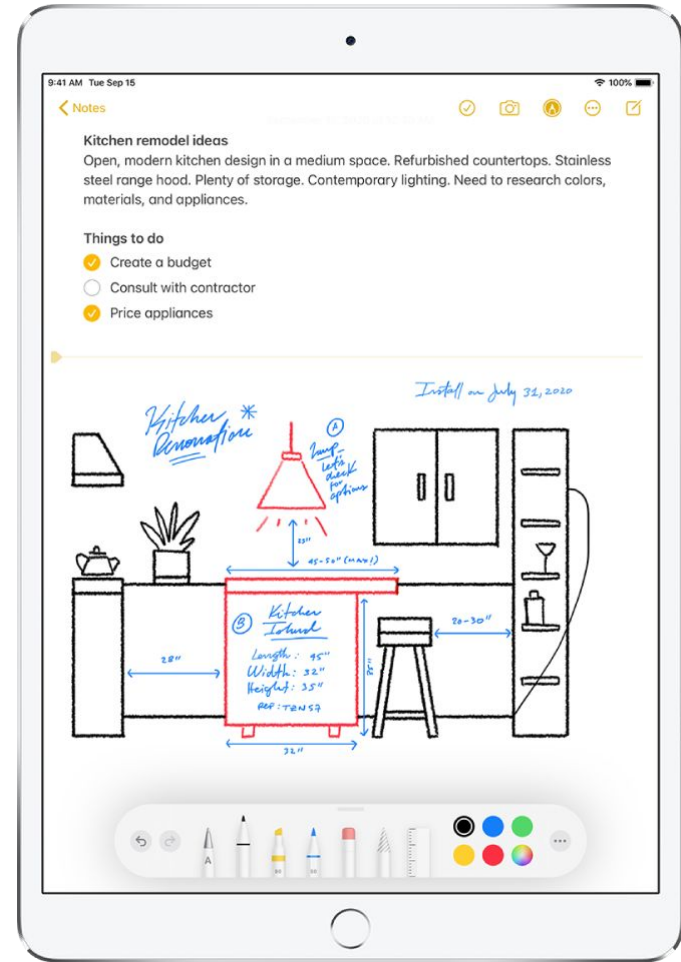 9:41 AM Tue Sep 15
100%
Notes
Kitchen remodel ideas
Open, modern kitchen design in a medium space. Refurbished countertops. Stainless
steel range hood. Plenty of storage. Contemporary lighting. Need to research colors,
materials, and appliances.
Things to do
Create a budget
Consult with contractor
Price appliances
Install on July 31, 2020
Kitchen
Renovation
A
Lamp
let's
check
for
options
23"
45-50" (MAX!)
B
Kitchen
Island
Length: 45"
Width: 32"
Height: 35"
REF: TEN57
28"
35"
20-30"
32"
A